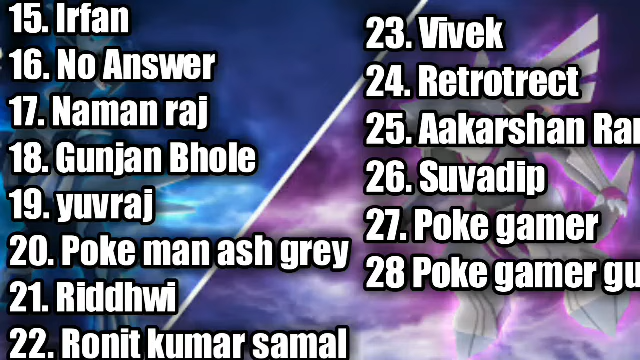 15. Irfan
16. No Answer
17. Naman raj
18. Gunjan Bhole
19. yuvraj
20. Poke man ash grey
21. Riddhwi
22. Ronit kumar samal
23. Vivek
24. Retrotrect
25. Aakarshan
26. Suvadip
27. Poke gamer
28 Poke gamer